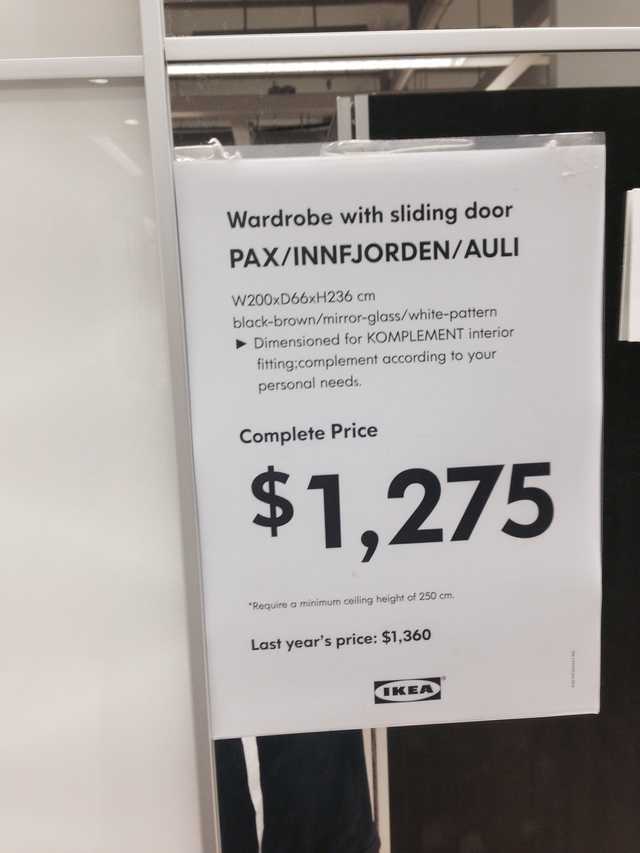 Wardrobe with sliding door
PAX/INNFJORDEN/AULI
W200xD66xH236 cm
black-brown/mirror-glass/white-pattern
► Dimensioned for KOMPLEMENT interior
fitting;complement according to your
personal needs.
Complete Price
$1,275
*Require a minimum ceiling height of 250 cm.
Last year's price: $1,360
IKEA